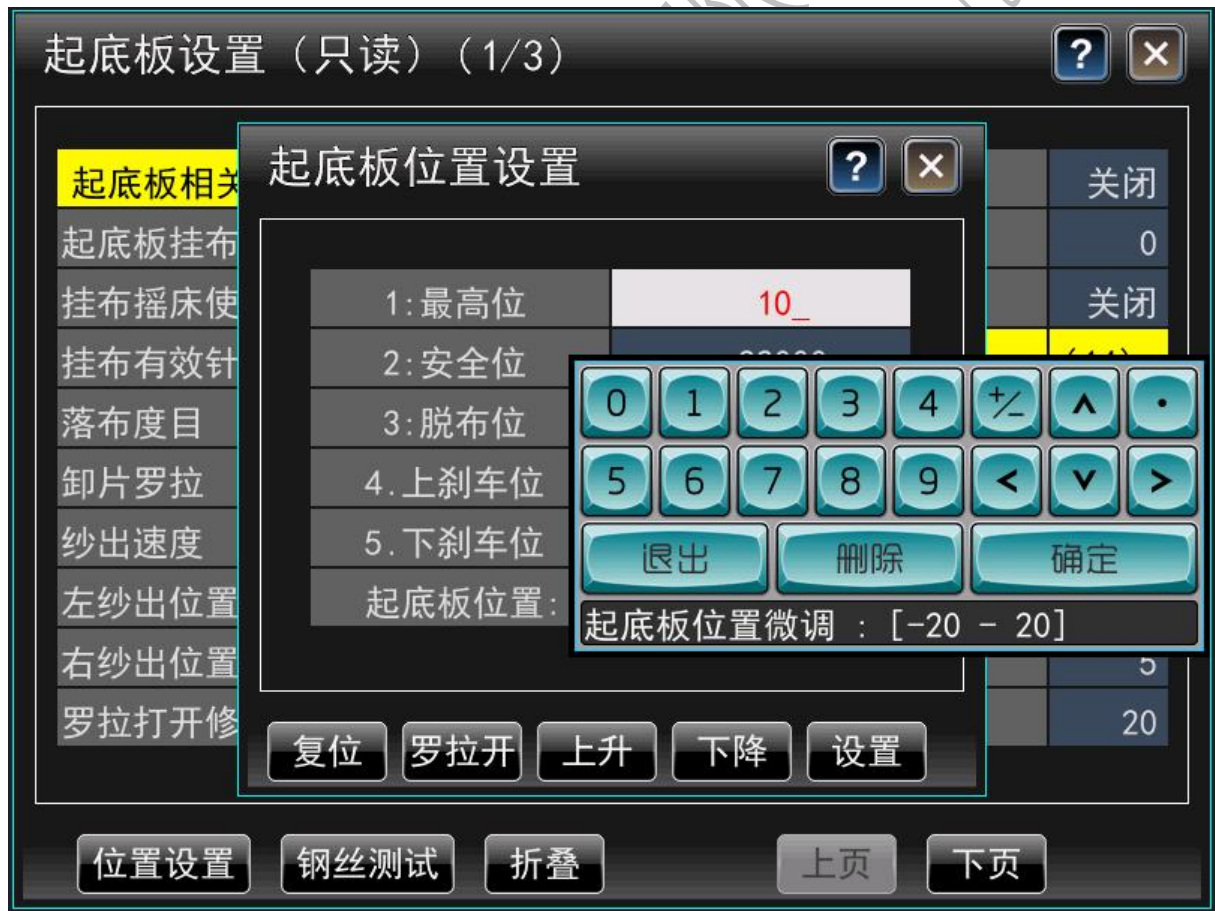 起底板设置（只读）(1/3)
?
×
起底板相关
关闭
起底板挂布
0
挂布摇床使
关闭
挂布有效针
落布度目
卸片罗拉
纱出速度
左纱出位置
右纱出位置
5
罗拉打开修
20
起底板位置设置
?
×
1:最高位
10_
2:安全位
3:脱布位
4.上刹车位
5.下刹车位
起底板位置:
0 1 2 3 4 +/- ∧ ·
5 6 7 8 9 < ∨ >
退出 删除 确定
起底板位置微调 : [-20 - 20]
复位 罗拉开 上升 下降 设置
位置设置 钢丝测试 折叠 上页 下页